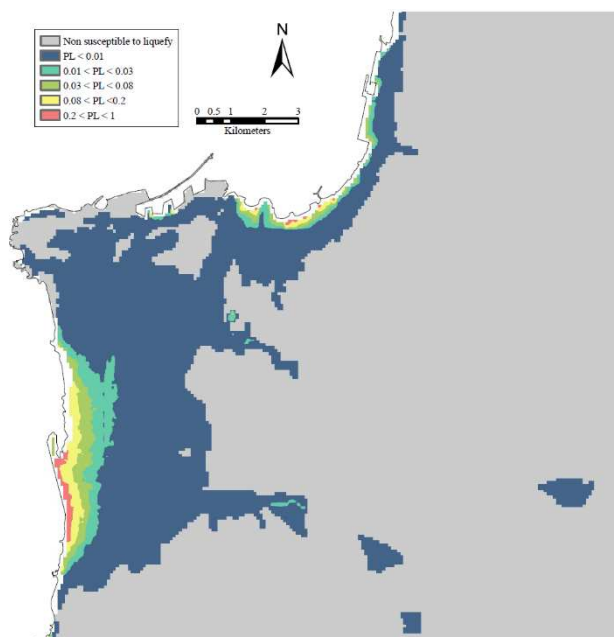 Non susceptible to liquefy
PL < 0.01
0.01 < PL < 0.03
0.03 < PL < 0.08
0.08 < PL <0.2
0.2 < PL < 1
N
0 0.5 1 2 3
Kilometers